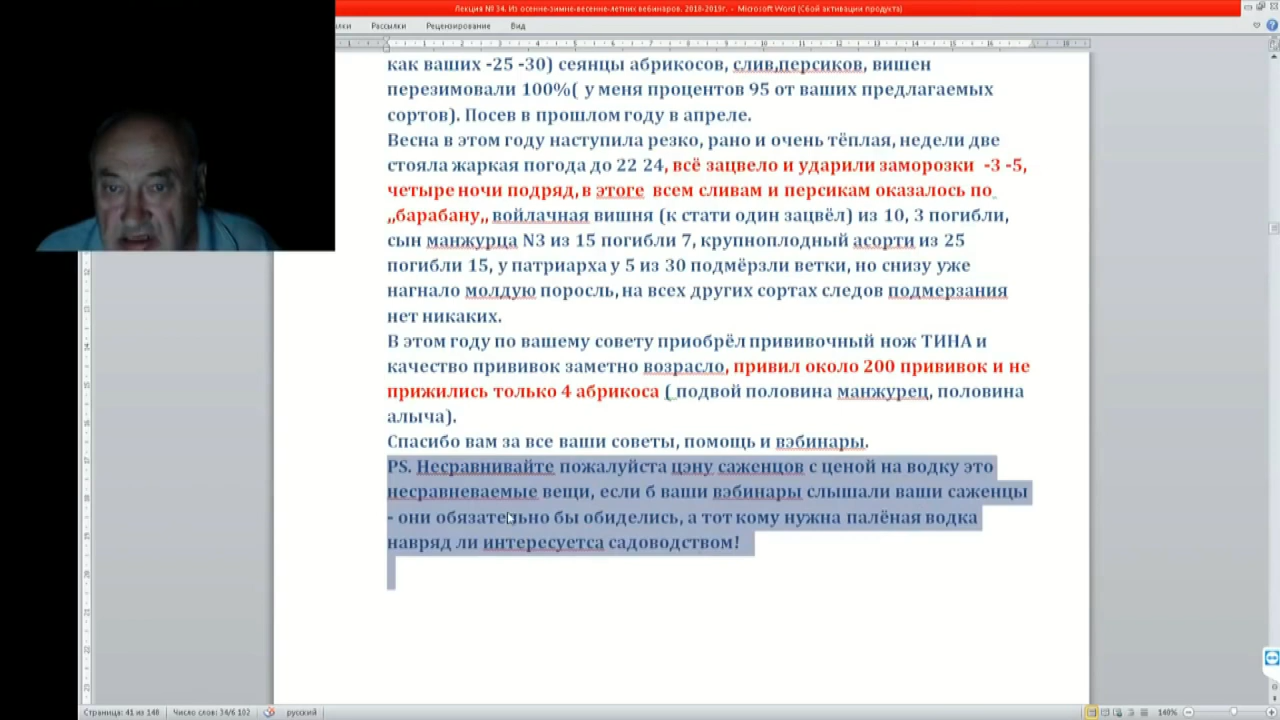 Лекция № 34. Из осенне-зимне-весенне-летних вебинаров. 2018-2019г. - Microsoft Word (Сбой активации продукта)
лки Рассылки Рецензирование Вид
как ваших -25 -30) сеянцы абрикосов, слив,персиков, вишен
перезимовали 100%( у меня процентов 95 от ваших предлагаемых
сортов). Посев в прошлом году в апреле.
Весна в этом году наступила резко, рано и очень тёплая, недели две
стояла жаркая погода до 22 24, всё зацвело и ударили заморозки -3 -5,
четыре ночи подряд, в этоге всем сливам и персикам оказалось по
,,барабану,, войлачная вишня (к стати один зацвёл) из 10, 3 погибли,
сын манжурца N3 из 15 погибли 7, крупноплодный асорти из 25
погибли 15, у патриарха у 5 из 30 подмёрзли ветки, но снизу уже
нагнало молдую поросль, на всех других сортах следов подмерзания
нет никаких.
В этом году по вашему совету приобрёл прививочный нож ТИНА и
качество прививок заметно возрасло, привил около 200 прививок и не
прижились только 4 абрикоса ( подвой половина манжурец, половина
алыча).
Спасибо вам за все ваши советы, помощь и вэбинары.
PS. Несравнивайте пожалуйста цэну саженцов с ценой на водку это
несравневаемые вещи, если б ваши вэбинары слышали ваши саженцы
- они обязательно бы обиделись, а тот кому нужна палёная водка
навряд ли интересуетса садоводством!
Страница: 41 из 148 Число слов: 34/6 102 русский 140%